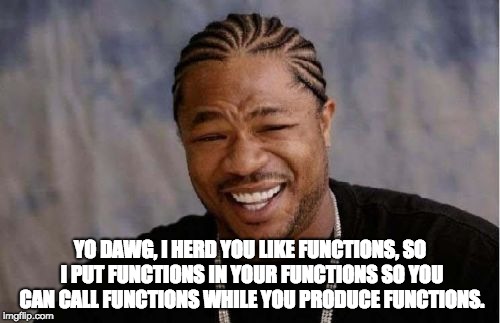 YO DAWG, I HERD YOU LIKE FUNCTIONS, SO
I PUT FUNCTIONS IN YOUR FUNCTIONS SO YOU
CAN CALL FUNCTIONS WHILE YOU PRODUCE FUNCTIONS.
imgflip.com